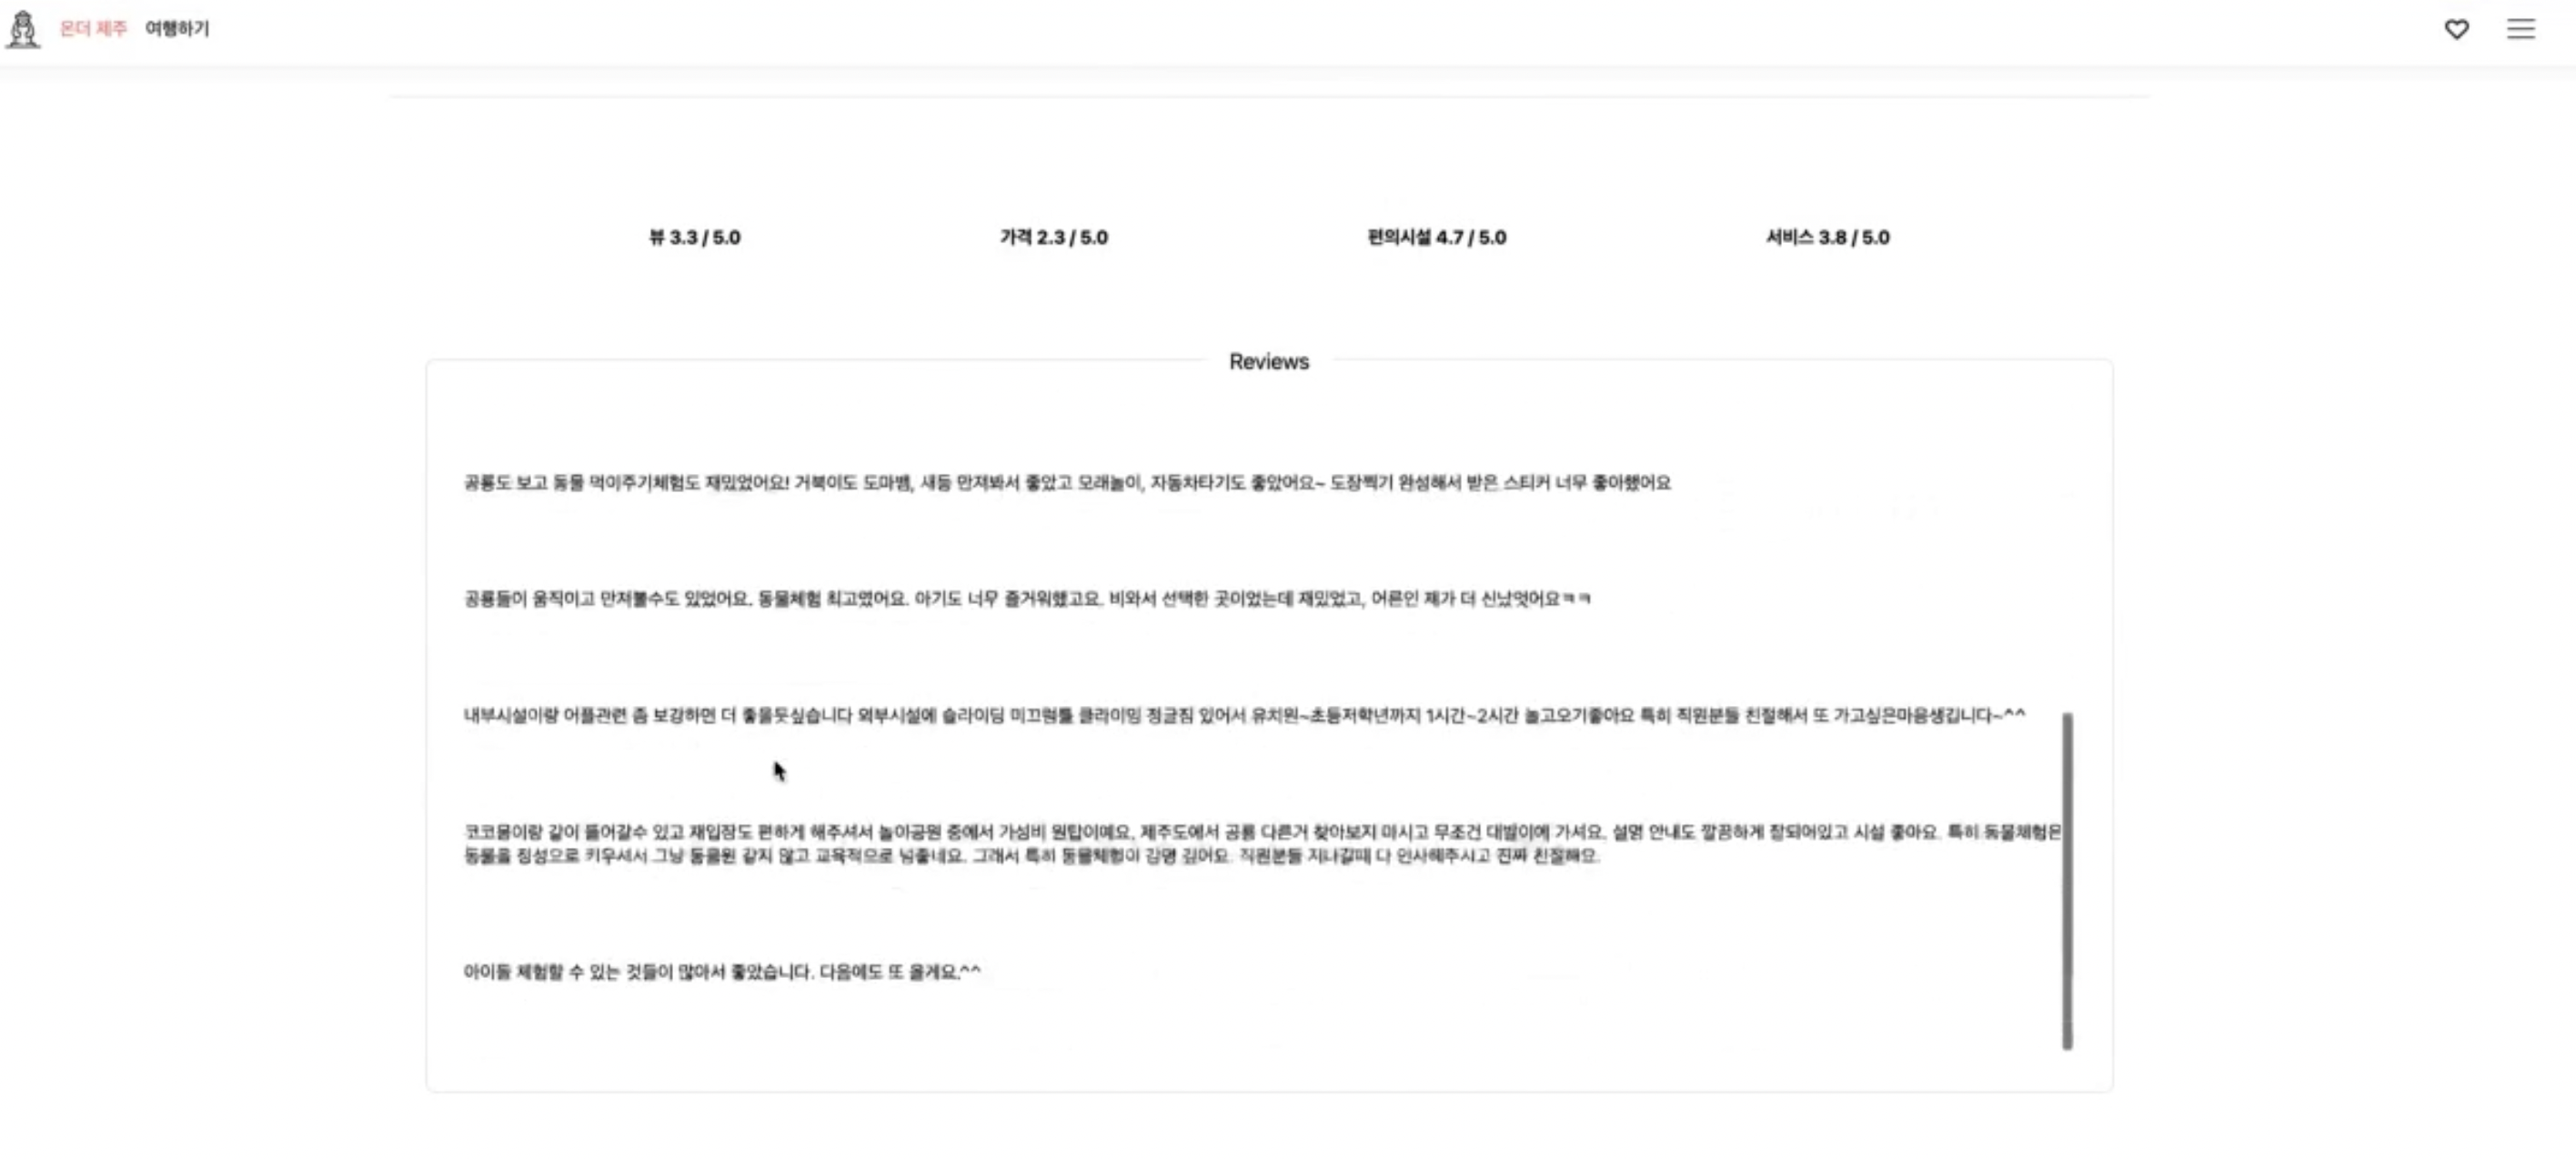 온더 제주 여행하기
뷰 3.3 / 5.0 가격 2.3 / 5.0 편의시설 4.7 / 5.0 서비스 3.8 / 5.0
Reviews
공룡도 보고 동물 먹이주기체험도 재밌었어요! 거북이도 도마뱀, 새등 만져봐서 좋았고 모래놀이, 자동차타기도 좋았어요~ 도장찍기 완성해서 받은 스티커 너무 좋아했어요
공룡들이 움직이고 만져볼수도 있었어요. 동물체험 최고였어요. 아기도 너무 즐거워했고요. 비와서 선택한 곳이었는데 재밌었고, 어른인 제가 더 신났엇어요ㅋㅋ
내부시설이랑 어플관련 좀 보강하면 더 좋을듯싶습니다 외부시설에 슬라이딩 미끄럼틀 클라이밍 정글짐 있어서 유치원~초등저학년까지 1시간~2시간 놀고오기좋아요 특히 직원분들 친절해서 또 가고싶은마음생깁니다~^^
코코몽이랑 같이 들어갈수 있고 재입장도 편하게 해주셔서 놀이공원 중에서 가성비 원탑이예요, 제주도에서 공룡 다른거 찾아보지 마시고 무조건 대발이에 가셔요. 설명 안내도 깔끔하게 잘되어있고 시설 좋아요. 특히 동물체험은
동물을 정성으로 키우셔서 그냥 동물원 같지 않고 교육적으로 넘좋네요. 그래서 특히 동물체험이 감명 깊어요. 직원분들 지나갈때 다 인사해주시고 진짜 친절해요.
아이들 체험할 수 있는 것들이 많아서 좋았습니다. 다음에도 또 올게요.^^